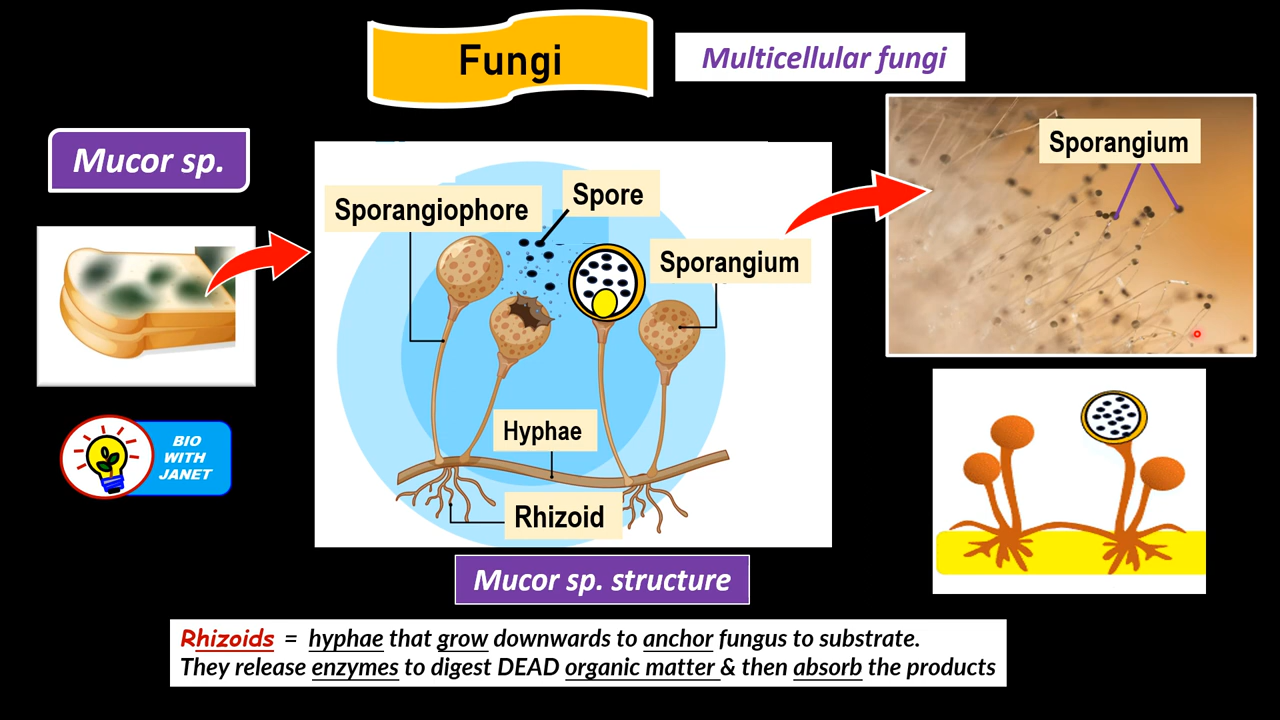 Fungi
Multicellular fungi
Mucor sp.
Sporangium
Sporangiophore
Spore
Sporangium
Hyphae
Rhizoid
BIO
WITH
JANET
Mucor sp. structure
Rhizoids = hyphae that grow downwards to anchor fungus to substrate.
They release enzymes to digest DEAD organic matter & then absorb the products